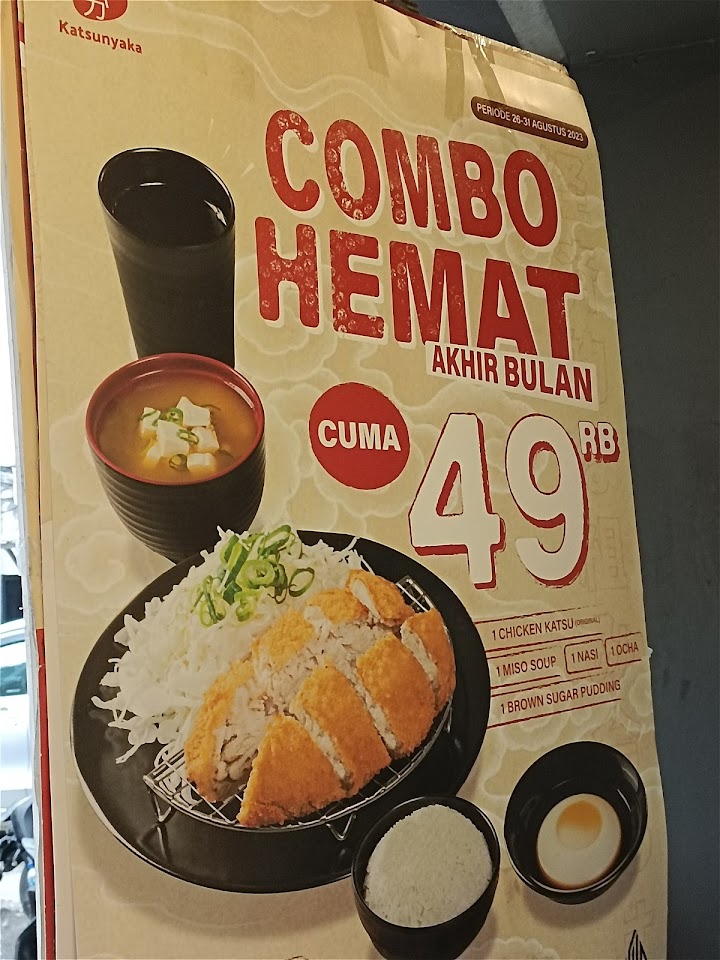 Katsunyaka
PERIODE 26-31 AGUSTUS 2023
COMBO
HEMAT
AKHIR BULAN
CUMA
49 RB
1 CHICKEN KATSU (ORIGINAL)
1 MISO SOUP 1 NASI 1 OCHA
1 BROWN SUGAR PUDDING